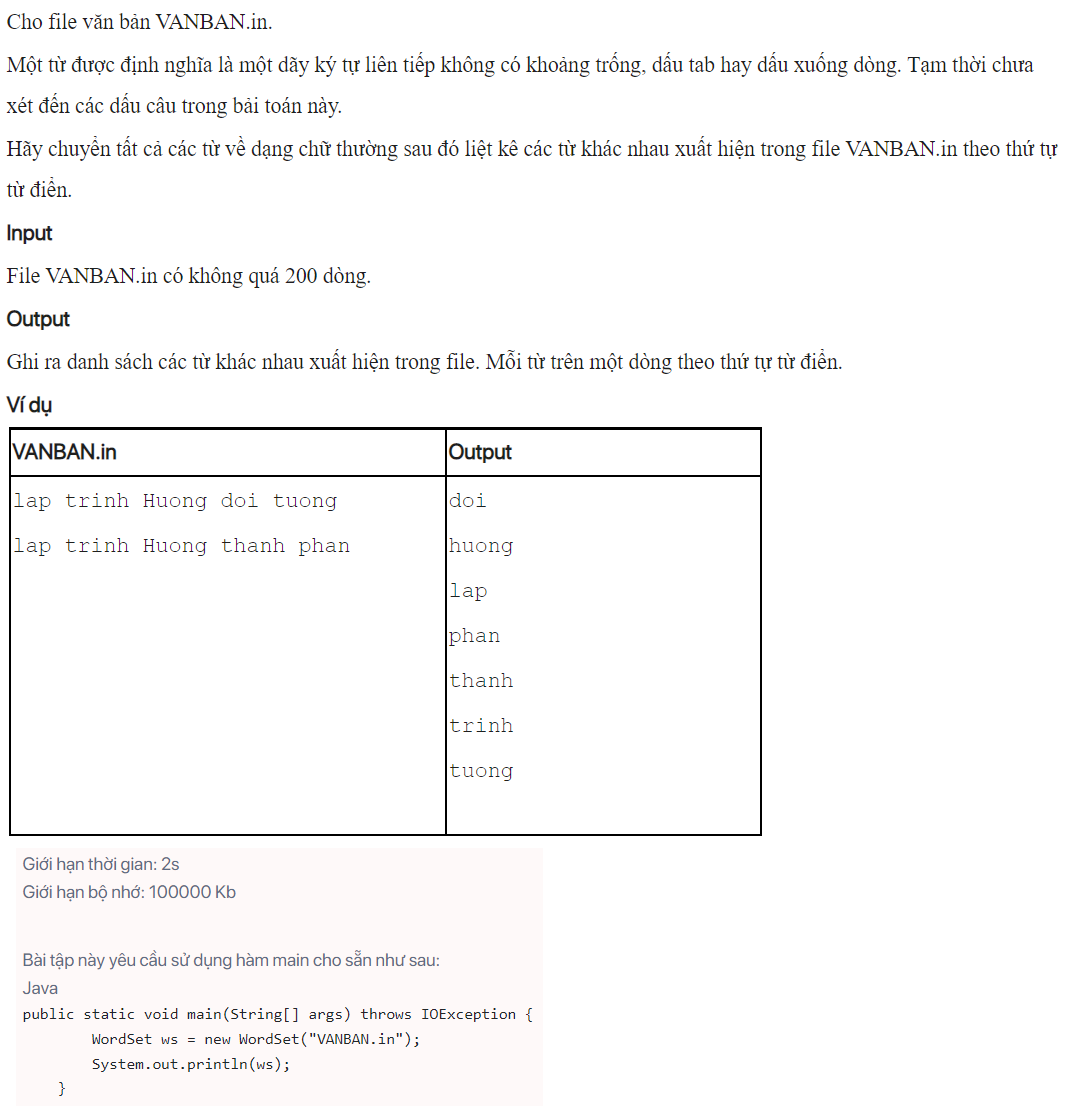 Cho file văn bản VANBAN.in.
Một từ được định nghĩa là một dãy ký tự liên tiếp không có khoảng trống, dấu tab hay dấu xuống dòng. Tạm thời chưa
xét đến các dấu câu trong bài toán này.
Hãy chuyển tất cả các từ về dạng chữ thường sau đó liệt kê các từ khác nhau xuất hiện trong file VANBAN.in theo thứ tự
từ điển.
Input
File VANBAN.in có không quá 200 dòng.
Output
Ghi ra danh sách các từ khác nhau xuất hiện trong file. Mỗi từ trên một dòng theo thứ tự từ điển.
Ví dụ
VANBAN.in Output
lap trinh Huong doi tuong doi
lap trinh Huong thanh phan huong
lap
phan
thanh
trinh
tuong
Giới hạn thời gian: 2s
Giới hạn bộ nhớ: 100000 Kb
Bài tập này yêu cầu sử dụng hàm main cho sẵn như sau:
Java
public static void main(String[] args) throws IOException {
WordSet ws = new WordSet("VANBAN.in");
System.out.println(ws);
}